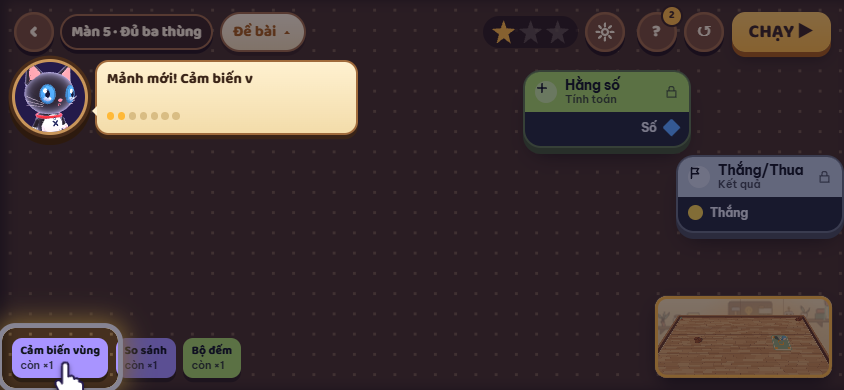 Màn 5 • Đủ ba thùng
Đề bài
2
?
CHẠY
Mảnh mới! Cảm biến v
Hằng số
Tính toán
Số
Thắng/Thua
Kết quả
Thắng
Cảm biến vùng
còn ×1
So sánh
còn ×1
Bộ đếm
còn ×1